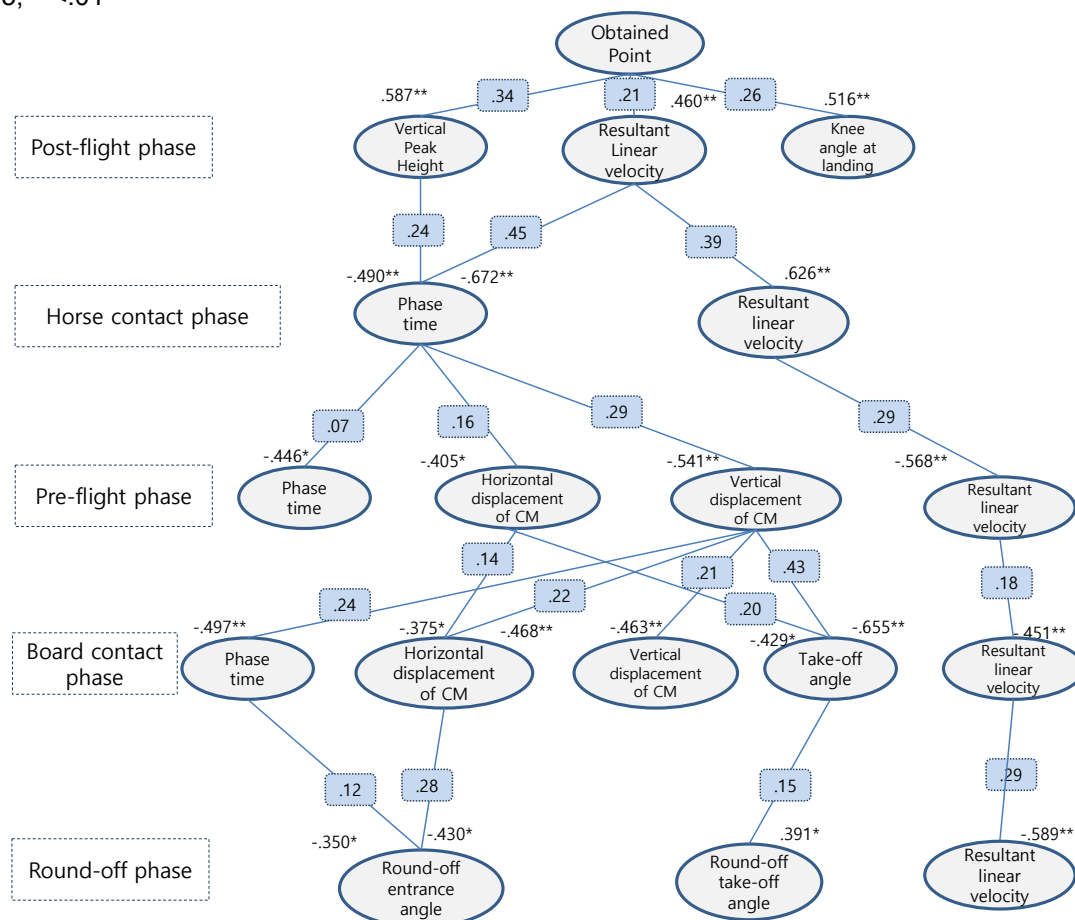 Obtained
Point
.587**
.34
.21
.460**
.26
.516**
Post-flight phase
Vertical
Peak
Height
Resultant
Linear
velocity
Knee
angle at
landing
.24
.45
.39
-.490**
-.672**
.626**
Horse contact phase
Phase
time
Resultant
linear
velocity
.07
.16
.29
.29
-.446*
-.405*
-.541**
-.568**
Pre-flight phase
Phase
time
Horizontal
displacement
of CM
Vertical
displacement
of CM
Resultant
linear
velocity
.24
.14
.22
.21
.43
.20
.18
-.497**
-.375*
-.468**
-.463**
-.429*
-.655**
-.451**
Board contact
phase
Phase
time
Horizontal
displacement
of CM
Vertical
displacement
of CM
Take-off
angle
Resultant
linear
velocity
.12
.28
.15
.29
-.350*
-.430*
.391*
-.589**
Round-off phase
Round-off
entrance
angle
Round-off
take-off
angle
Resultant
linear
velocity